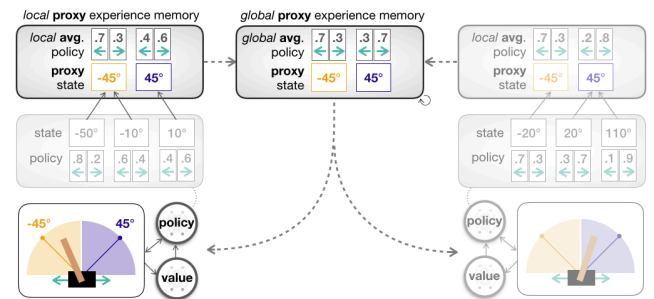 local proxy experience memory
global proxy experience memory
local avg. policy .7 .3 .4 .6
proxy state -45° 45°
global avg. policy .7 .3 .3 .7
proxy state -45° 45°
local avg. policy .7 .3 .2 .8
proxy state -45° 45°
state -50° -10° 10°
policy .8 .2 .6 .4 .4 .6
state -20° 20° 110°
policy .7 .3 .3 .7 .1 .9
-45° 45°
policy
value
policy
value